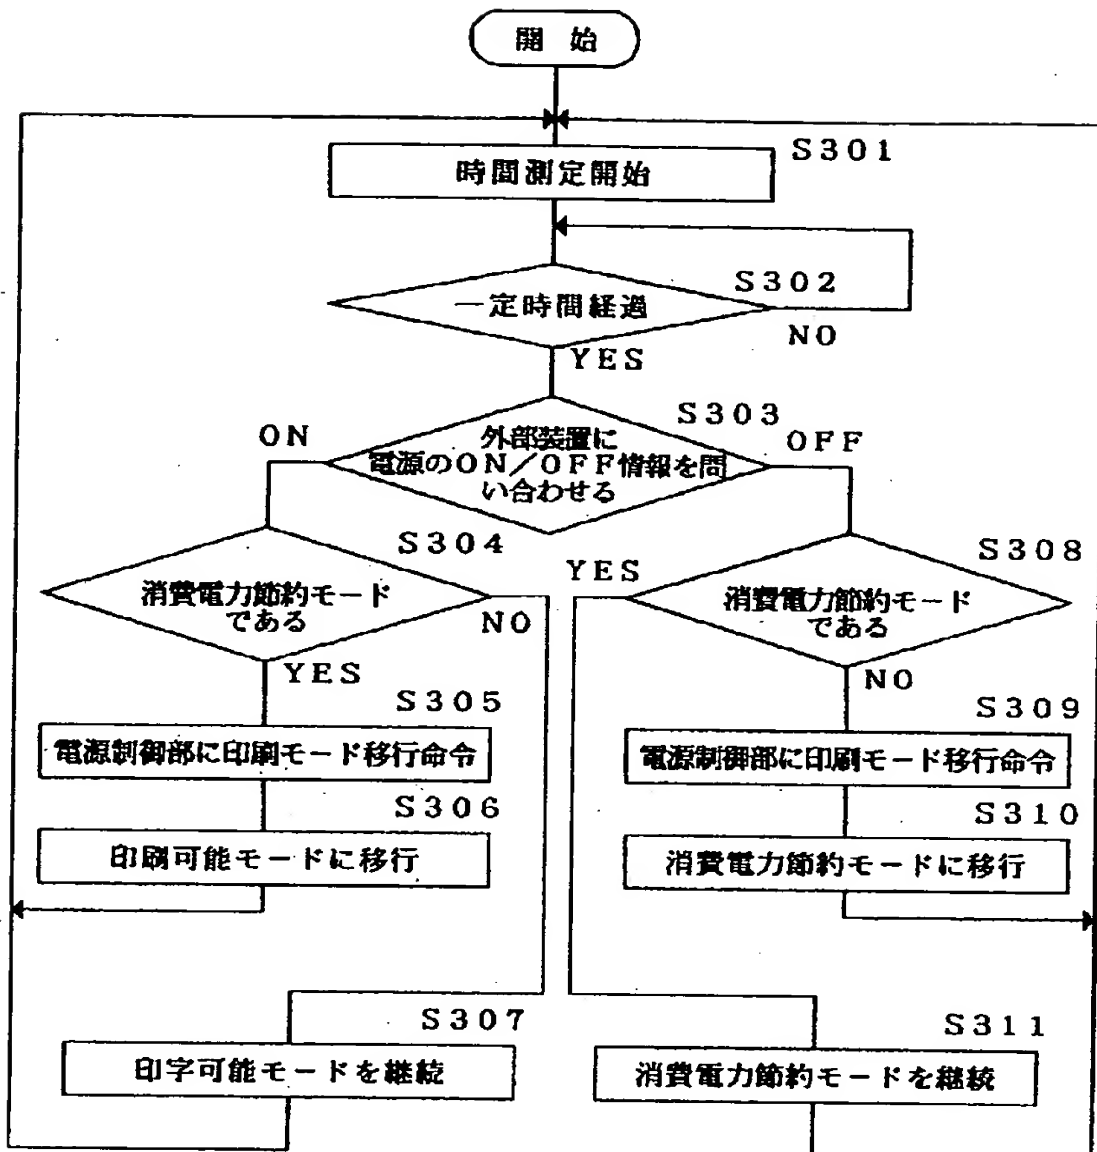 開 始
S301
時間測定開始
S302
一定時間経過
NO
YES
S303
ON
OFF
外部装置に
電源のON/OFF情報を問
い合わせる
S304
消費電力節約モード
である
NO
YES
S305
電源制御部に印刷モード移行命令
S306
印刷可能モードに移行
S307
印字可能モードを継続
S308
YES
消費電力節約モード
である
NO
S309
電源制御部に印刷モード移行命令
S310
消費電力節約モードに移行
S311
消費電力節約モードを継続